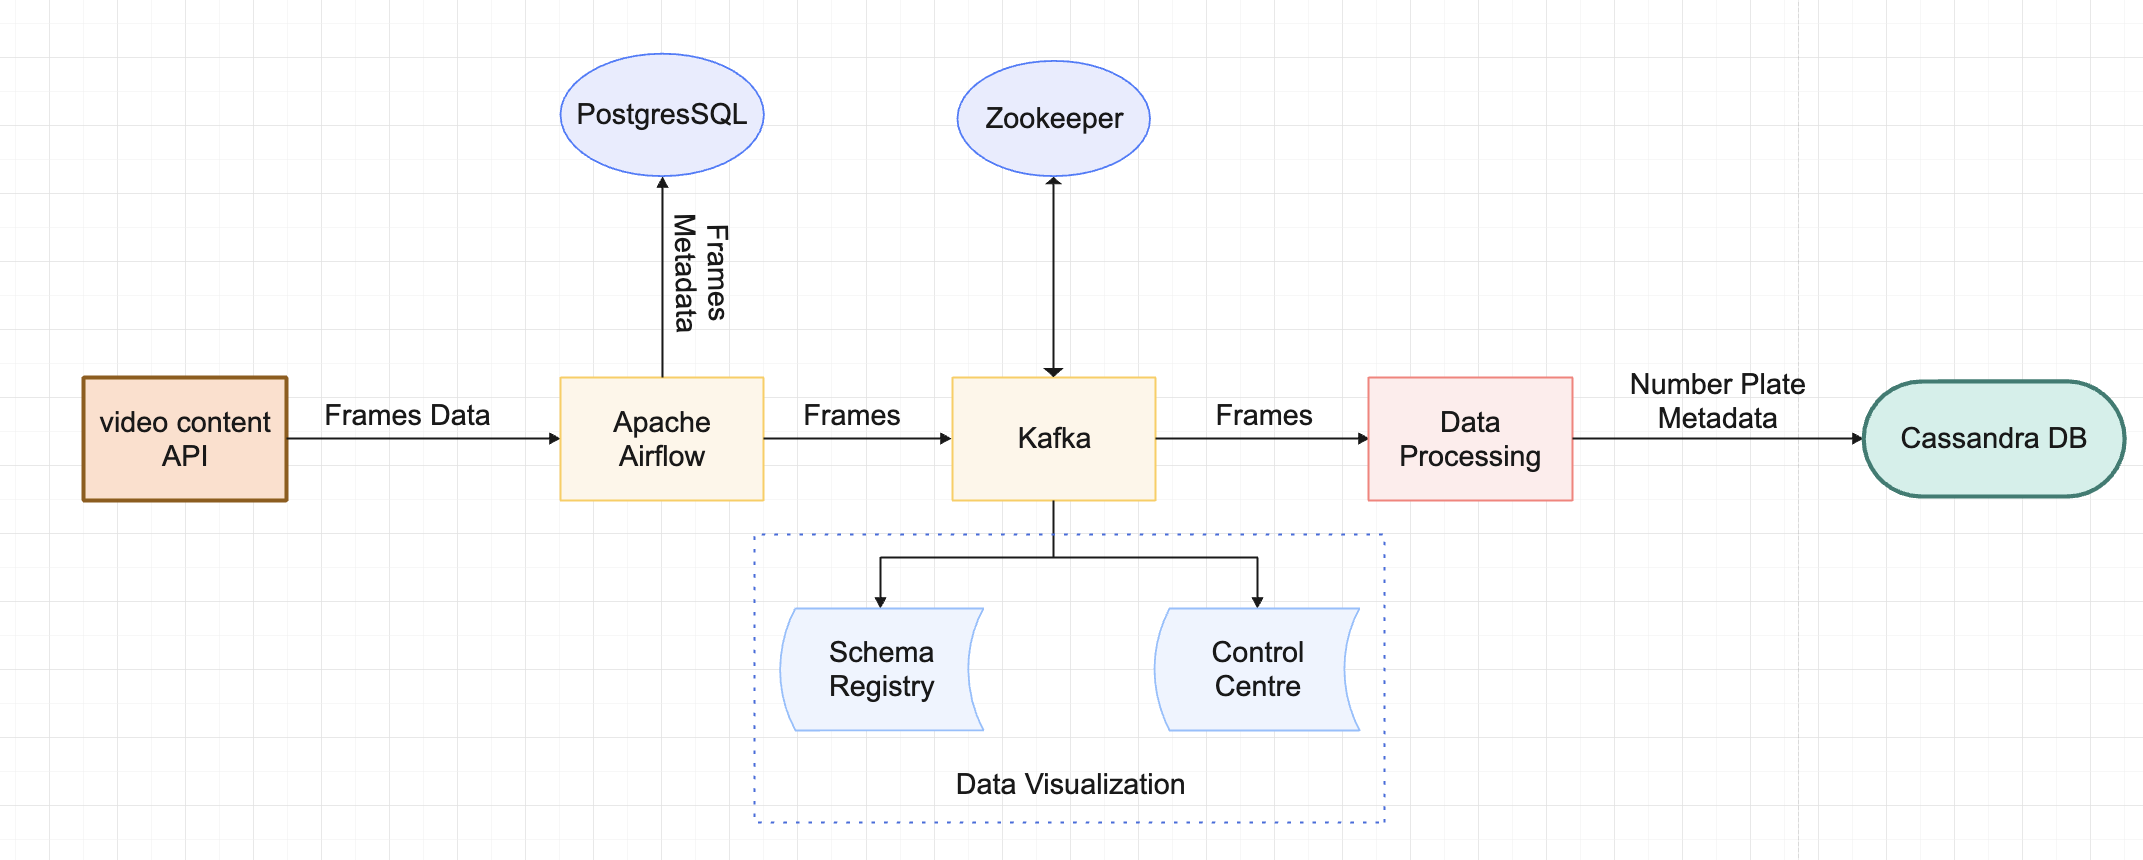 PostgresSQL
Zookeeper
Frames
Metadata
video content
API
Frames Data
Apache
Airflow
Frames
Kafka
Frames
Data
Processing
Number Plate
Metadata
Cassandra DB
Schema
Registry
Control
Centre
Data Visualization